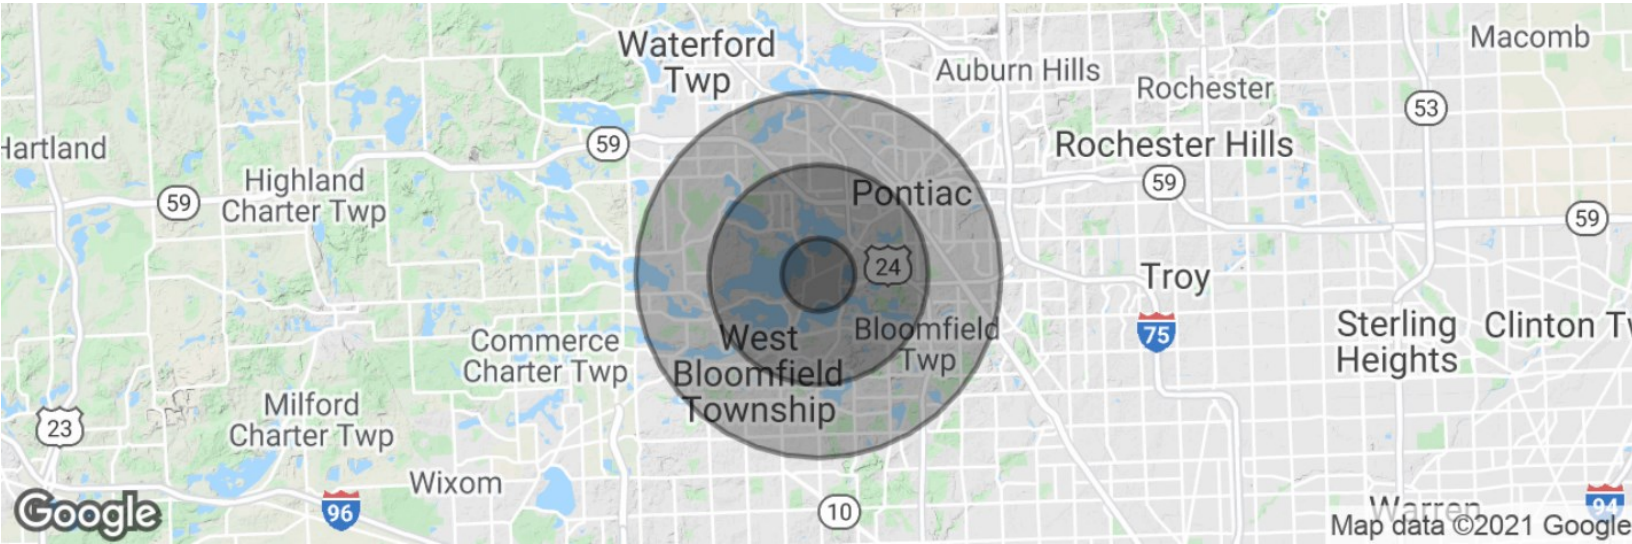 Waterford
Twp
Macomb
Auburn Hills
Rochester
53
Hartland
59
Rochester Hills
Highland
Charter Twp
59
Pontiac
59
59
24
Troy
West
Bloomfield
Township
Bloomfield
Twp
75
Sterling
Heights
Clinton Tw
Commerce
Charter Twp
Milford
Charter Twp
23
Wixom
Google
96
10
Warren
94
Map data ©2021 Google